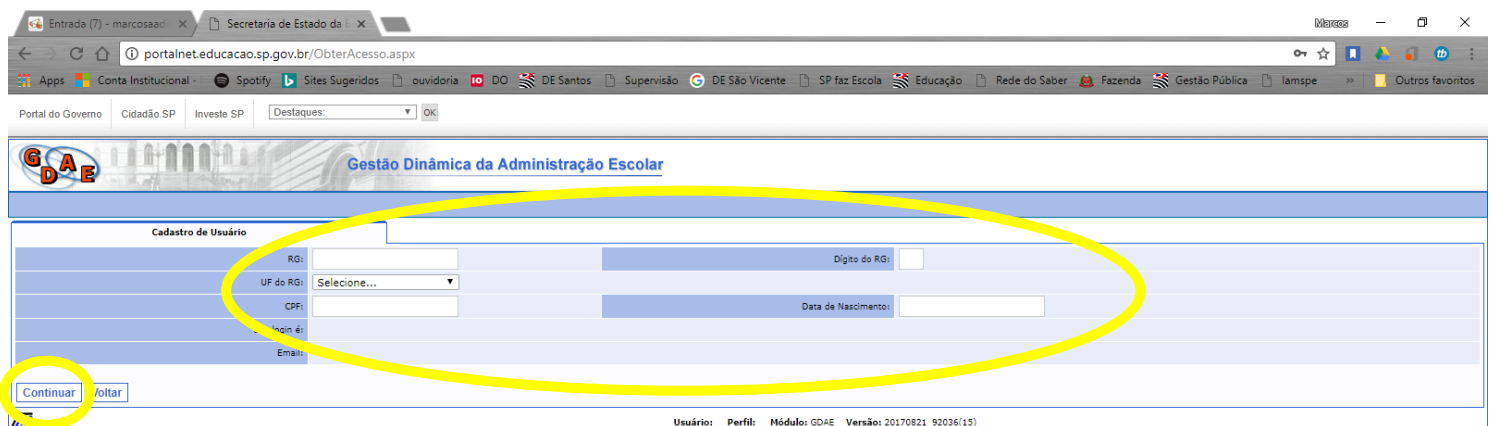 Entrada (7) - marcosaad
Secretaria de Estado da E
Marcos
portalnet.educacao.sp.gov.br/ObterAcesso.aspx
Apps Conta Institucional - Spotify Sites Sugeridos ouvidoria IO DO DE Santos Supervisão G DE São Vicente SP faz Escola Educação Rede do Saber Fazenda Gestão Pública Iamspe » Outros favoritos
Portal do Governo Cidadão.SP Investe SP Destaques: OK
GDAE Gestão Dinâmica da Administração Escolar
Cadastro de Usuário
RG: Dígito do RG:
UF do RG: Selecione...
CPF: Data de Nascimento:
login é:
Email:
Continuar Voltar
Usuário: Perfil: Módulo: GDAE Versão: 20170821_92036(15)